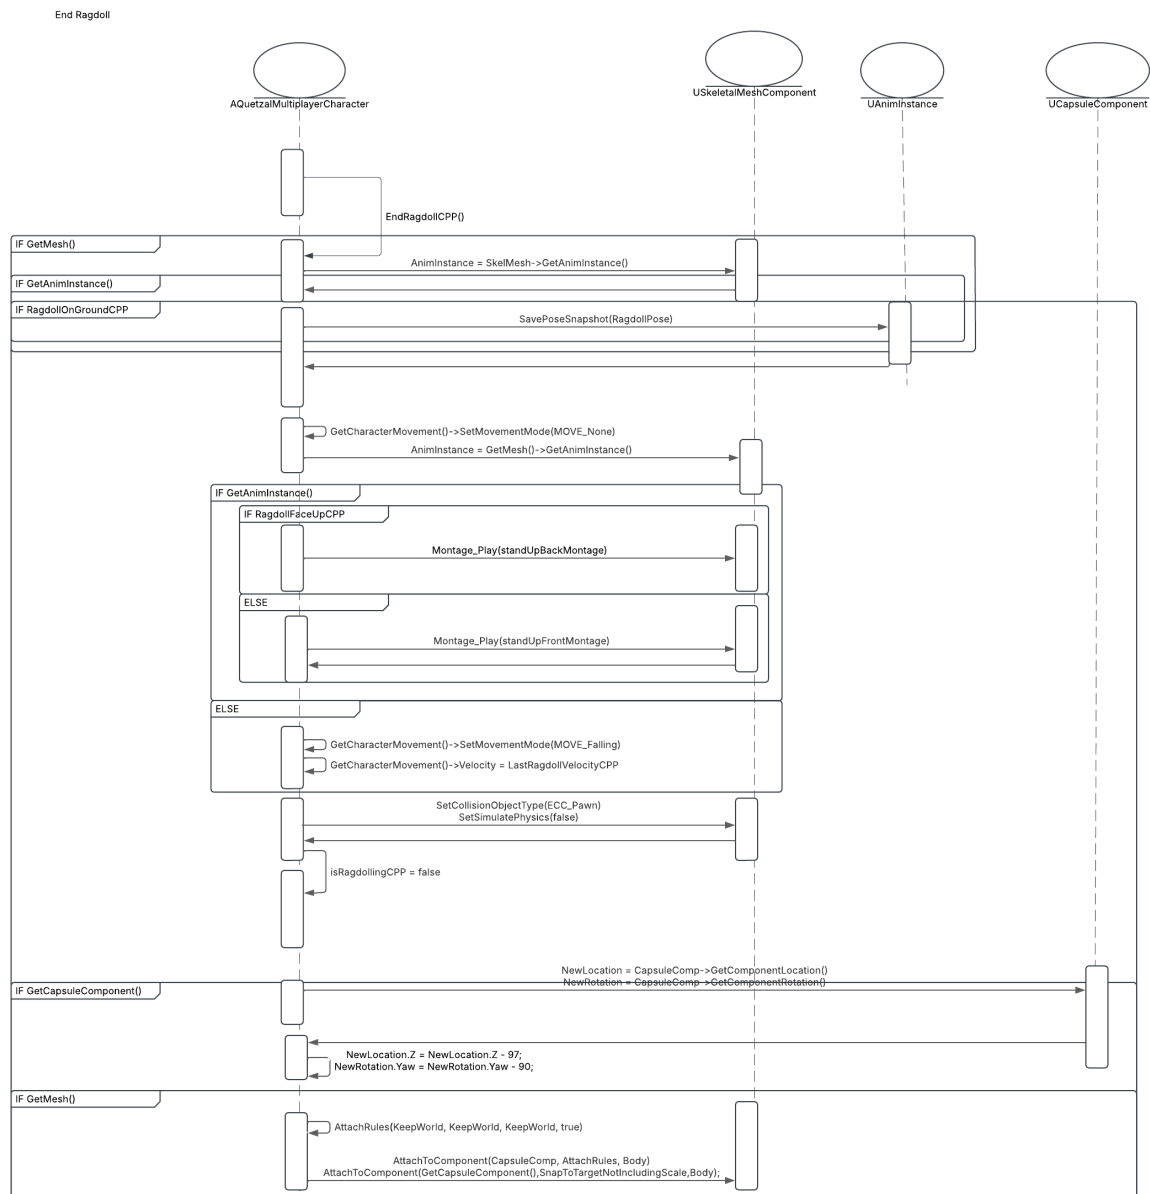 End Ragdoll
AQuetzalMultiplayerCharacter
USkeletalMeshComponent
UAnimInstance
UCapsuleComponent
EndRagdollCPP()
IF GetMesh()
AnimInstance = SkelMesh->GetAnimInstance()
IF GetAnimInstance()
IF RagdollOnGroundCPP
SavePoseSnapshot(RagdollPose)
GetCharacterMovement()->SetMovementMode(MOVE_None)
AnimInstance = GetMesh()->GetAnimInstance()
IF GetAnimInstance()
IF RagdollFaceUpCPP
Montage_Play(standUpBackMontage)
ELSE
Montage_Play(standUpFrontMontage)
ELSE
GetCharacterMovement()->SetMovementMode(MOVE_Falling)
GetCharacterMovement()->Velocity = LastRagdollVelocityCPP
SetCollisionObjectType(ECC_Pawn)
SetSimulatePhysics(false)
isRagdollingCPP = false
NewLocation = CapsuleComp->GetComponentLocation()
NewRotation = CapsuleComp->GetComponentRotation()
IF GetCapsuleComponent()
NewLocation.Z = NewLocation.Z - 97;
NewRotation.Yaw = NewRotation.Yaw - 90;
IF GetMesh()
AttachRules(KeepWorld, KeepWorld, KeepWorld, true)
AttachToComponent(CapsuleComp, AttachRules, Body)
AttachToComponent(GetCapsuleComponent(),SnapToTargetNotIncludingScale,Body);